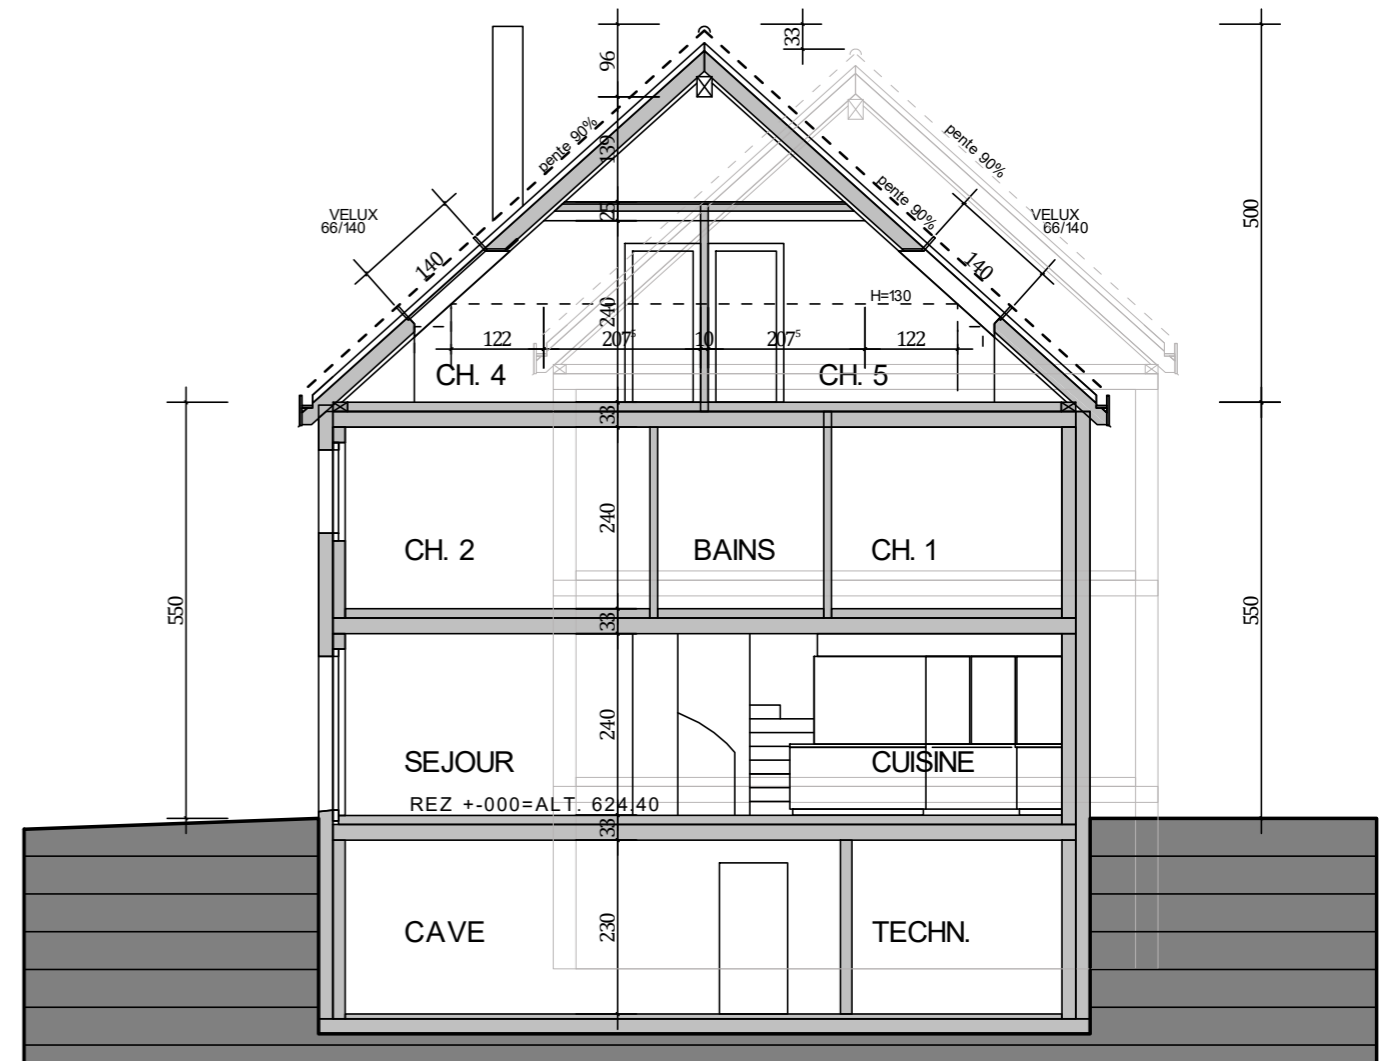 33
96
pente 90%
pente 90%
139
pente 90%
VELUX
66/140
25
VELUX
66/140
500
140
140
H=130
240
122
207⁵
10
207⁵
122
CH. 4
CH. 5
33
240
CH. 2
BAINS
CH. 1
550
550
33
240
SEJOUR
CUISINE
REZ +-000=ALT. 624.40
33
CAVE
230
TECHN.